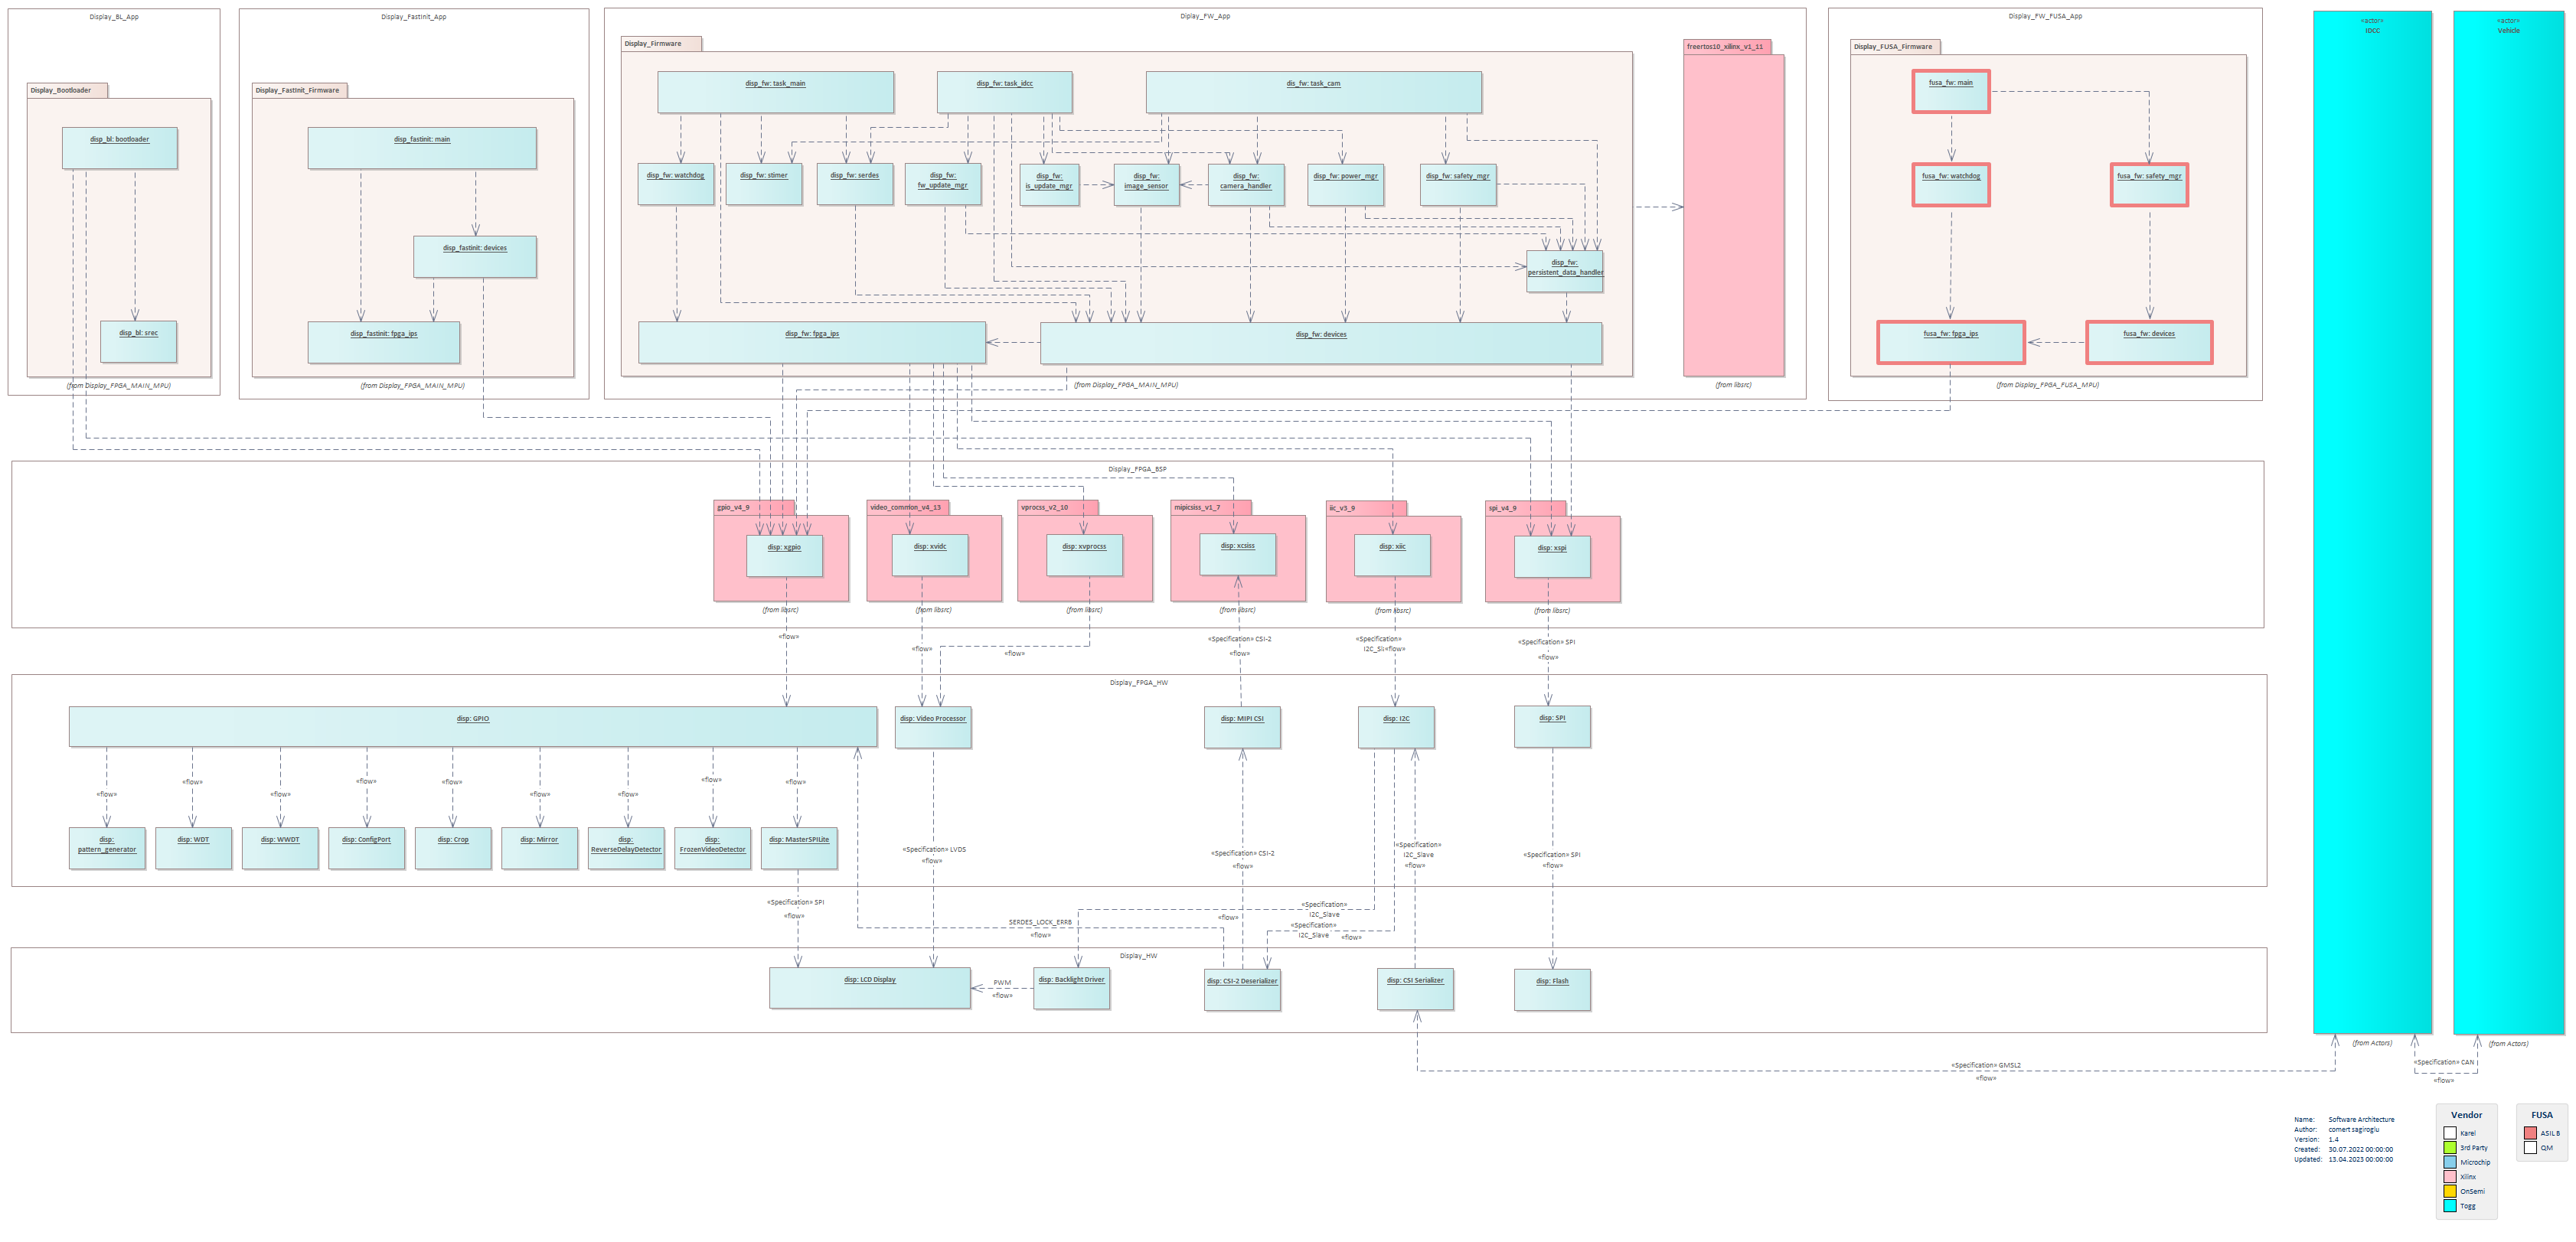 Display_BL_App
Display_Bootloader
disp_bl: bootloader
disp_bl: srec
(from Display_FPGA_MAIN_MPU)
Display_FastInit_App
Display_FastInit_Firmware
disp_fastinit: main
disp_fastinit: devices
disp_fastinit: fpga_ips
(from Display_FPGA_MAIN_MPU)
Diplay_FW_App
Display_Firmware
disp_fw: task_main
disp_fw: task_idcc
dis_fw: task_cam
disp_fw: watchdog
disp_fw: stimer
disp_fw: serdes
disp_fw:
fw_update_mgr
disp_fw:
is_update_mgr
disp_fw:
image_sensor
disp_fw:
camera_handler
disp_fw: power_mgr
disp_fw: safety_mgr
disp_fw:
persistent_data_handler
disp_fw: fpga_ips
disp_fw: devices
(from Display_FPGA_MAIN_MPU)
freertos10_xilinx_v1_11
(from libsrc)
Display_FW_FUSA_App
Display_FUSA_Firmware
fusa_fw: main
fusa_fw: watchdog
fusa_fw: safety_mgr
fusa_fw: fpga_ips
fusa_fw: devices
(from Display_FPGA_FUSA_MPU)
«actor»
IDCC
«actor»
Vehicle
Display_FPGA_BSP
gpio_v4_9
disp: xgpio
(from libsrc)
video_common_v4_13
disp: xvidc
(from libsrc)
vprocss_v2_10
disp: xvprocss
(from libsrc)
mipicsiss_v1_7
disp: xcsiss
(from libsrc)
iic_v3_9
disp: xiic
(from libsrc)
spi_v4_9
disp: xspi
(from libsrc)
«flow»
«flow»
«flow»
«Specification» CSI-2
«flow»
«Specification»
I2C_Sl«flow»
«Specification» SPI
«flow»
Display_FPGA_HW
disp: GPIO
disp: Video Processor
disp: MIPI CSI
disp: I2C
disp: SPI
«flow»
«flow»
«flow»
«flow»
«flow»
«flow»
«flow»
«flow»
«flow»
disp:
pattern_generator
disp: WDT
disp: WWDT
disp: ConfigPort
disp: Crop
disp: Mirror
disp:
ReverseDelayDetector
disp:
FrozenVideoDetector
disp: MasterSPILite
«Specification» LVDS
«flow»
«Specification» CSI-2
«flow»
«Specification»
I2C_Slave
«flow»
«Specification» SPI
«flow»
«Specification» SPI
«flow»
SERDES_LOCK_ERRB
«flow»
«flow»
«Specification»
I2C_Slave
«Specification»
I2C_Slave
«flow»
Display_HW
disp: LCD Display
PWM
«flow»
disp: Backlight Driver
disp: CSI-2 Deserializer
disp: CSI Serializer
disp: Flash
(from Actors)
(from Actors)
«Specification» GMSL2
«flow»
«Specification» CAN
«flow»
Name: Software Architecture
Author: comert sagiroglu
Version: 1.4
Created: 30.07.2022 00:00:00
Updated: 13.04.2023 00:00:00
Vendor
Karel
3rd Party
Microchip
Xilinx
OnSemi
Togg
FUSA
ASIL B
QM